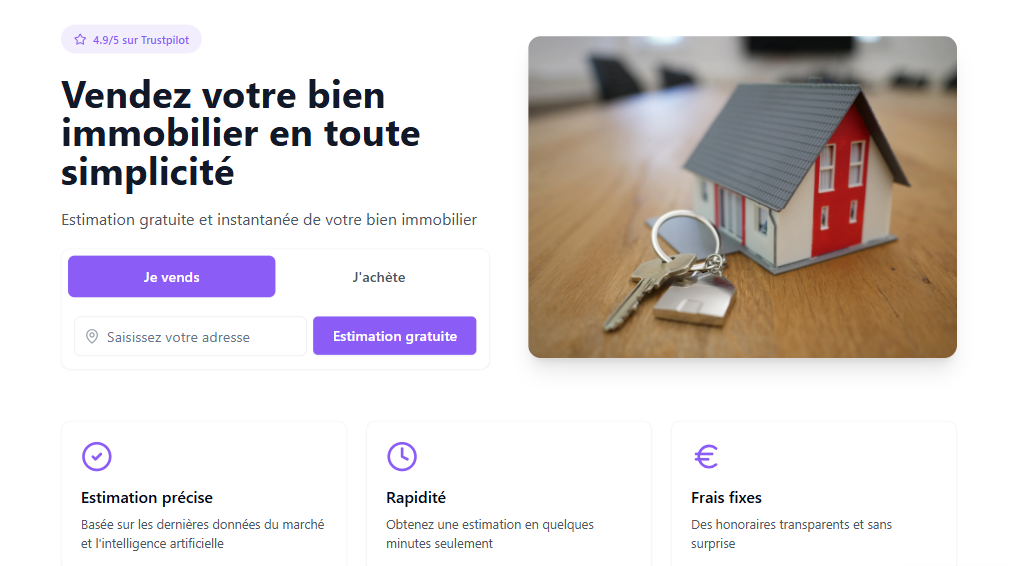 4.9/5 sur Trustpilot
Vendez votre bien
immobilier en toute
simplicité
Estimation gratuite et instantanée de votre bien immobilier
Je vends
J'achète
Saisissez votre adresse
Estimation gratuite
Estimation précise
Basée sur les dernières données du marché
et l'intelligence artificielle
Rapidité
Obtenez une estimation en quelques
minutes seulement
Frais fixes
Des honoraires transparents et sans
surprise